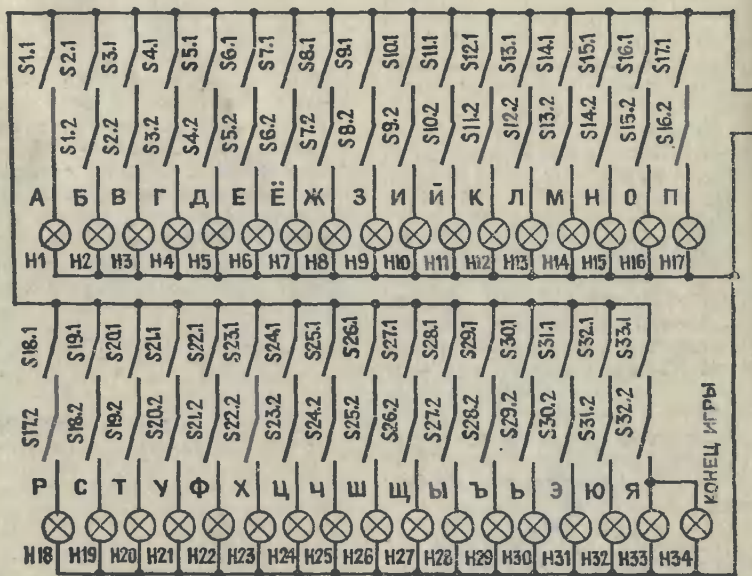 S1.1 S2.1 S3.1 S4.1 S5.1 S6.1 S7.1 S8.1 S9.1 S10.1 S11.1 S12.1 S13.1 S14.1 S15.1 S16.1 S17.1
S1.2 S2.2 S3.2 S4.2 S5.2 S6.2 S7.2 S8.2 S9.2 S10.2 S11.2 S12.2 S13.2 S14.2 S15.2 S16.2
А Б В Г Д Е Ё Ж З И Й К Л М Н О П
H1 H2 H3 H4 H5 H6 H7 H8 H9 H10 H11 H12 H13 H14 H15 H16 H17
S18.1 S19.1 S20.1 S21.1 S22.1 S23.1 S24.1 S25.1 S26.1 S27.1 S28.1 S29.1 S30.1 S31.1 S32.1 S33.1
S17.2 S18.2 S19.2 S20.2 S21.2 S22.2 S23.2 S24.2 S25.2 S26.2 S27.2 S28.2 S29.2 S30.2 S31.2 S32.2
КОНЕЦ ИГРЫ
Р С Т У Ф Х Ц Ч Ш Щ Ы Ъ Ь Э Ю Я
H18 H19 H20 H21 H22 H23 H24 H25 H26 H27 H28 H29 H30 H31 H32 H33 H34